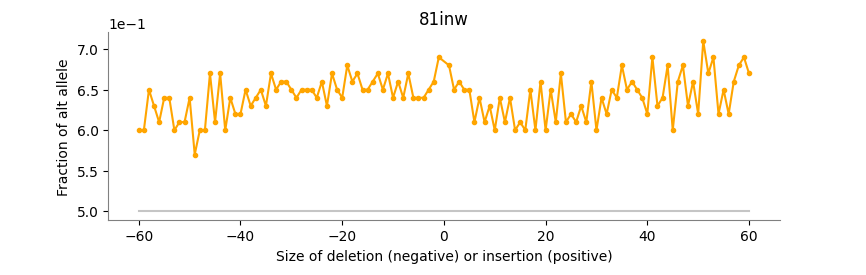 81inw
1e−1
7.0
6.5
6.0
5.5
5.0
Fraction of alt allele
−60 −40 −20 0 20 40 60
Size of deletion (negative) or insertion (positive)